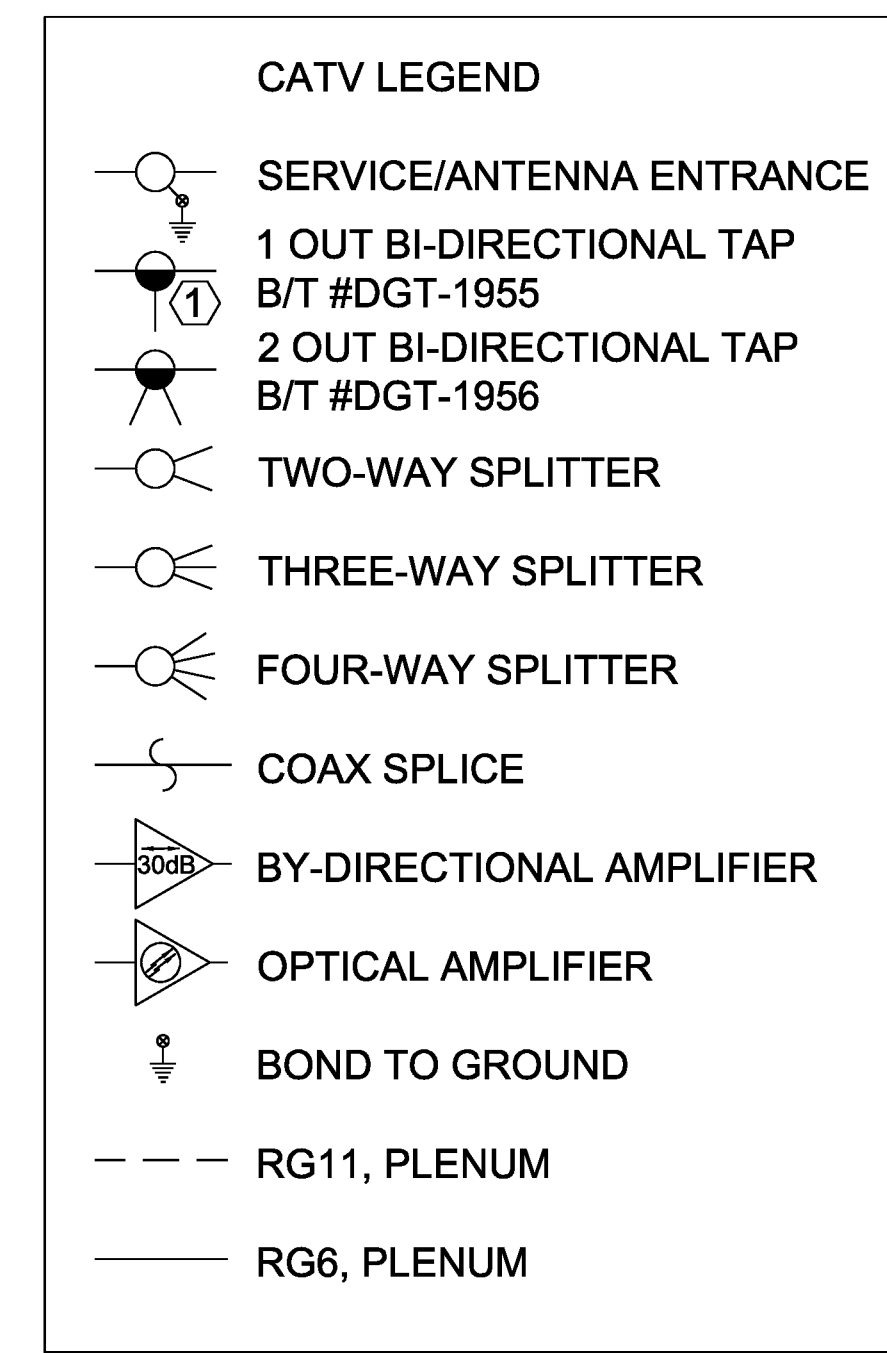 CATV LEGEND
SERVICE/ANTENNA ENTRANCE
1 OUT BI-DIRECTIONAL TAP
B/T #DGT-1955
1
2 OUT BI-DIRECTIONAL TAP
B/T #DGT-1956
TWO-WAY SPLITTER
THREE-WAY SPLITTER
FOUR-WAY SPLITTER
COAX SPLICE
30dB
BY-DIRECTIONAL AMPLIFIER
OPTICAL AMPLIFIER
BOND TO GROUND
RG11, PLENUM
RG6, PLENUM